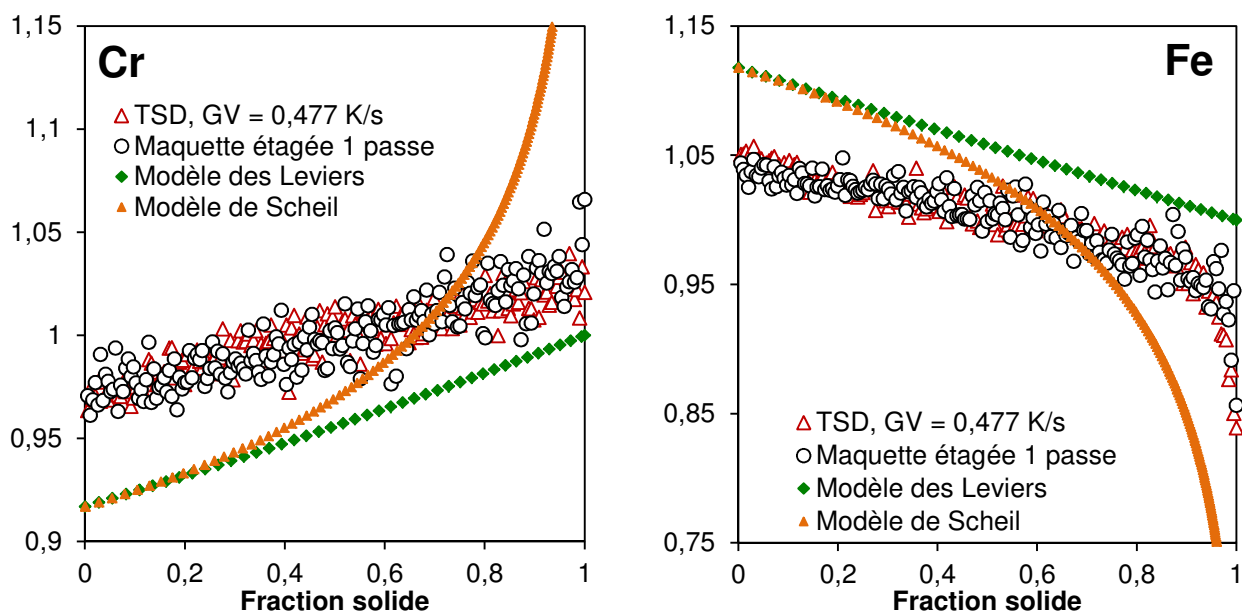 1,15
1,1
1,05
1
0,95
0,9
Cr
TSD, GV = 0,477 K/s
Maquette étagée 1 passe
Modèle des Leviers
Modèle de Scheil
0
0,2
0,4
0,6
0,8
1
Fraction solide
1,15
1,05
0,95
0,85
0,75
Fe
TSD, GV = 0,477 K/s
Maquette étagée 1 passe
Modèle des Leviers
Modèle de Scheil
0
0,2
0,4
0,6
0,8
1
Fraction solide